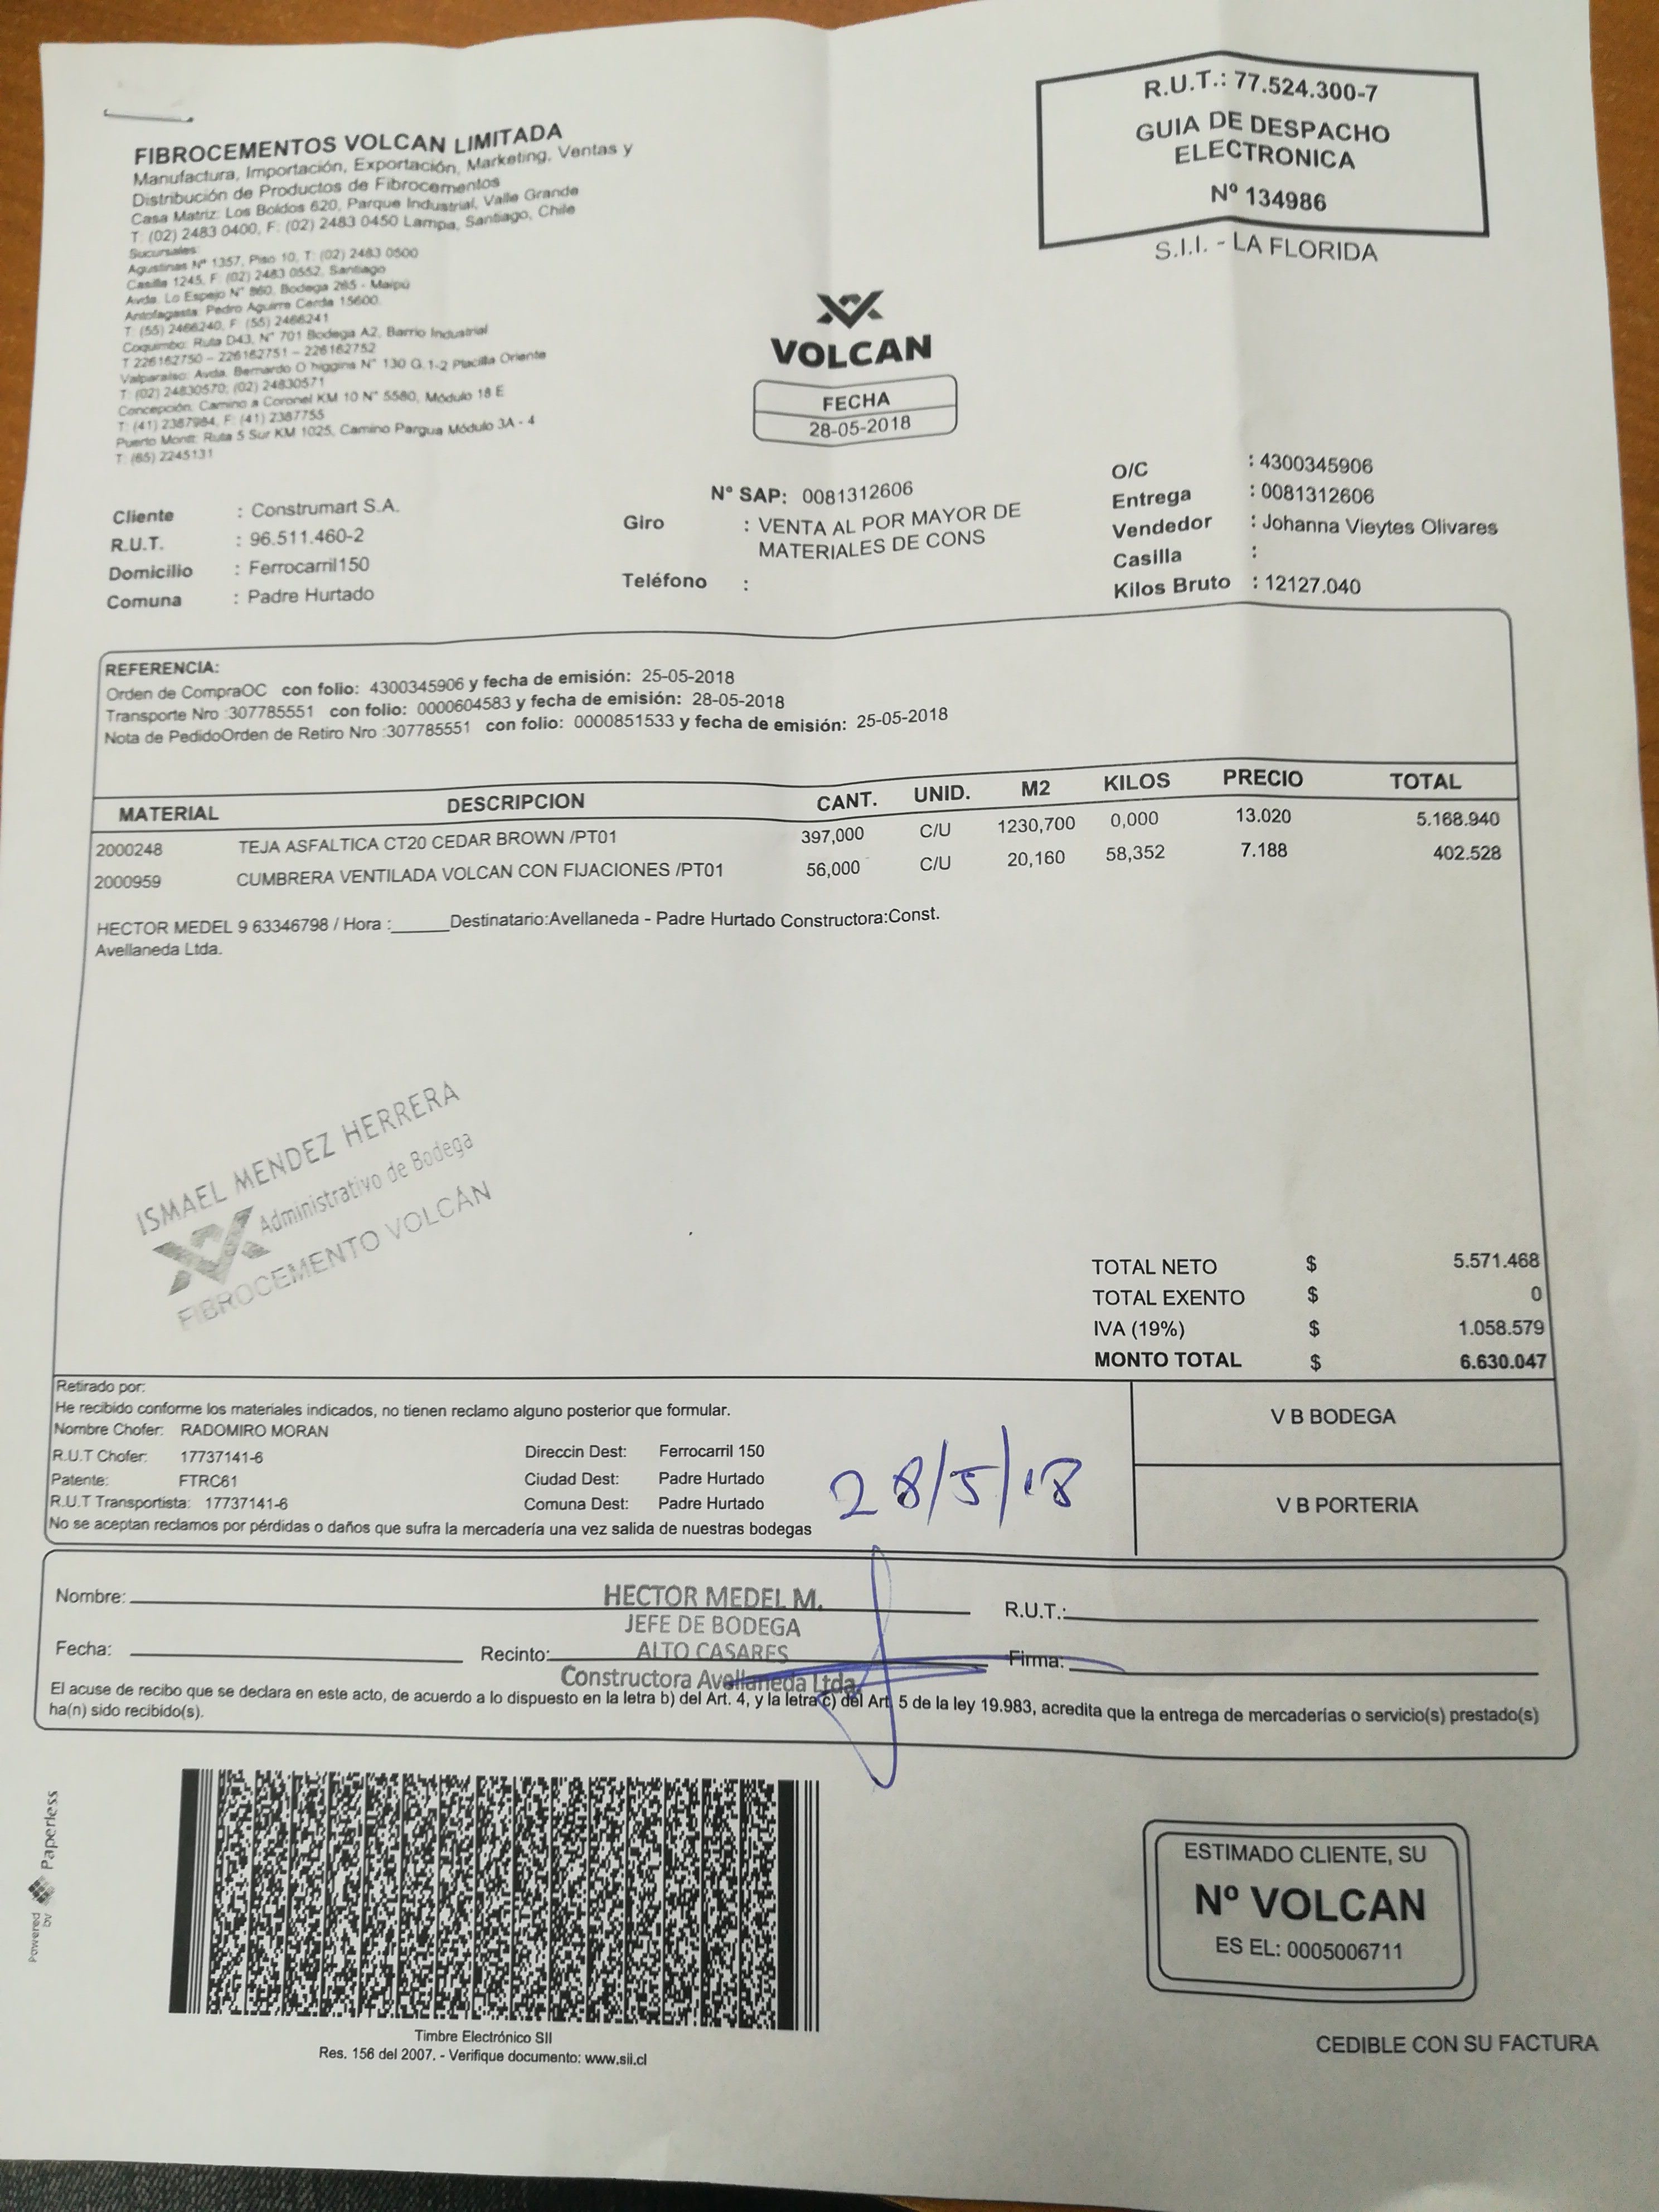 FIBROCEMENTOS VOLCAN LIMITADA
Manufactura, Importación, Exportación, Marketing, Ventas y
Distribución de Productos de Fibrocementos
Casa Matriz: Los Boldos 620, Parque Industrial, Valle Grande
T: (02) 2483 0400, F: (02) 2483 0450 Lampa, Santiago, Chile
Sucursales:
Agustinas Nº 1357, Piso 10, T: (02) 2483 0500
Casilla 1245, F: (02) 2483 0552, Santiago
Avda. Lo Espejo N° 860, Bodega 265 - Maipú
Antofagasta: Pedro Aguirre Cerda 15600.
T: (55) 2466240, F: (55) 2466241
Coquimbo: Ruta D43, N° 701 Bodega A2, Barrio Industrial
T 226162750 – 226162751 – 226162752
Valparaíso: Avda. Bernardo O´higgins N° 130 G.1-2 Placilla Oriente
T: (02) 24830570; (02) 24830571
Concepción: Camino a Coronel KM 10 N° 5580, Módulo 18 E
T: (41) 2387984, F: (41) 2387755
Puerto Montt: Ruta 5 Sur KM 1025, Camino Pargua Módulo 3A - 4
T: (65) 2245131
R.U.T.: 77.524.300-7
GUIA DE DESPACHO
ELECTRONICA
Nº 134986
S.I.I. - LA FLORIDA
VOLCAN
FECHA
28-05-2018
Cliente : Construmart S.A.
R.U.T. : 96.511.460-2
Domicilio : Ferrocarril150
Comuna : Padre Hurtado
Nº SAP: 0081312606
Giro : VENTA AL POR MAYOR DE
MATERIALES DE CONS
Teléfono :
O/C : 4300345906
Entrega : 0081312606
Vendedor : Johanna Vieytes Olivares
Casilla :
Kilos Bruto : 12127.040
REFERENCIA:
Orden de CompraOC con folio: 4300345906 y fecha de emisión: 25-05-2018
Transporte Nro :307785551 con folio: 0000604583 y fecha de emisión: 28-05-2018
Nota de PedidoOrden de Retiro Nro :307785551 con folio: 0000851533 y fecha de emisión: 25-05-2018
MATERIAL DESCRIPCION CANT. UNID. M2 KILOS PRECIO TOTAL
2000248 TEJA ASFALTICA CT20 CEDAR BROWN /PT01 397,000 C/U 1230,700 0,000 13.020 5.168.940
2000959 CUMBRERA VENTILADA VOLCAN CON FIJACIONES /PT01 56,000 C/U 20,160 58,352 7.188 402.528
HECTOR MEDEL 9 63346798 / Hora :______Destinatario:Avellaneda - Padre Hurtado Constructora:Const.
Avellaneda Ltda.
ISMAEL MENDEZ HERRERA
Administrativo de Bodega
FIBROCEMENTO VOLCÁN
TOTAL NETO $ 5.571.468
TOTAL EXENTO $ 0
IVA (19%) $ 1.058.579
MONTO TOTAL $ 6.630.047
Retirado por:
He recibido conforme los materiales indicados, no tienen reclamo alguno posterior que formular.
Nombre Chofer: RADOMIRO MORAN
R.U.T Chofer: 17737141-6 Direccin Dest: Ferrocarril 150
Patente: FTRC61 Ciudad Dest: Padre Hurtado
R.U.T Transportista: 17737141-6 Comuna Dest: Padre Hurtado
No se aceptan reclamos por pérdidas o daños que sufra la mercadería una vez salida de nuestras bodegas
28/5/18
V B BODEGA
V B PORTERIA
Nombre: HECTOR MEDEL M. R.U.T.:
JEFE DE BODEGA
Fecha: Recinto: ALTO CASARES Firma:
Constructora Avellaneda Ltda.
El acuse de recibo que se declara en este acto, de acuerdo a lo dispuesto en la letra b) del Art. 4, y la letra c) del Art. 5 de la ley 19.983, acredita que la entrega de mercaderías o servicio(s) prestado(s)
ha(n) sido recibido(s).
Powered by Paperless
Timbre Electrónico SII
Res. 156 del 2007. - Verifique documento: www.sii.cl
ESTIMADO CLIENTE, SU
Nº VOLCAN
ES EL: 0005006711
CEDIBLE CON SU FACTURA